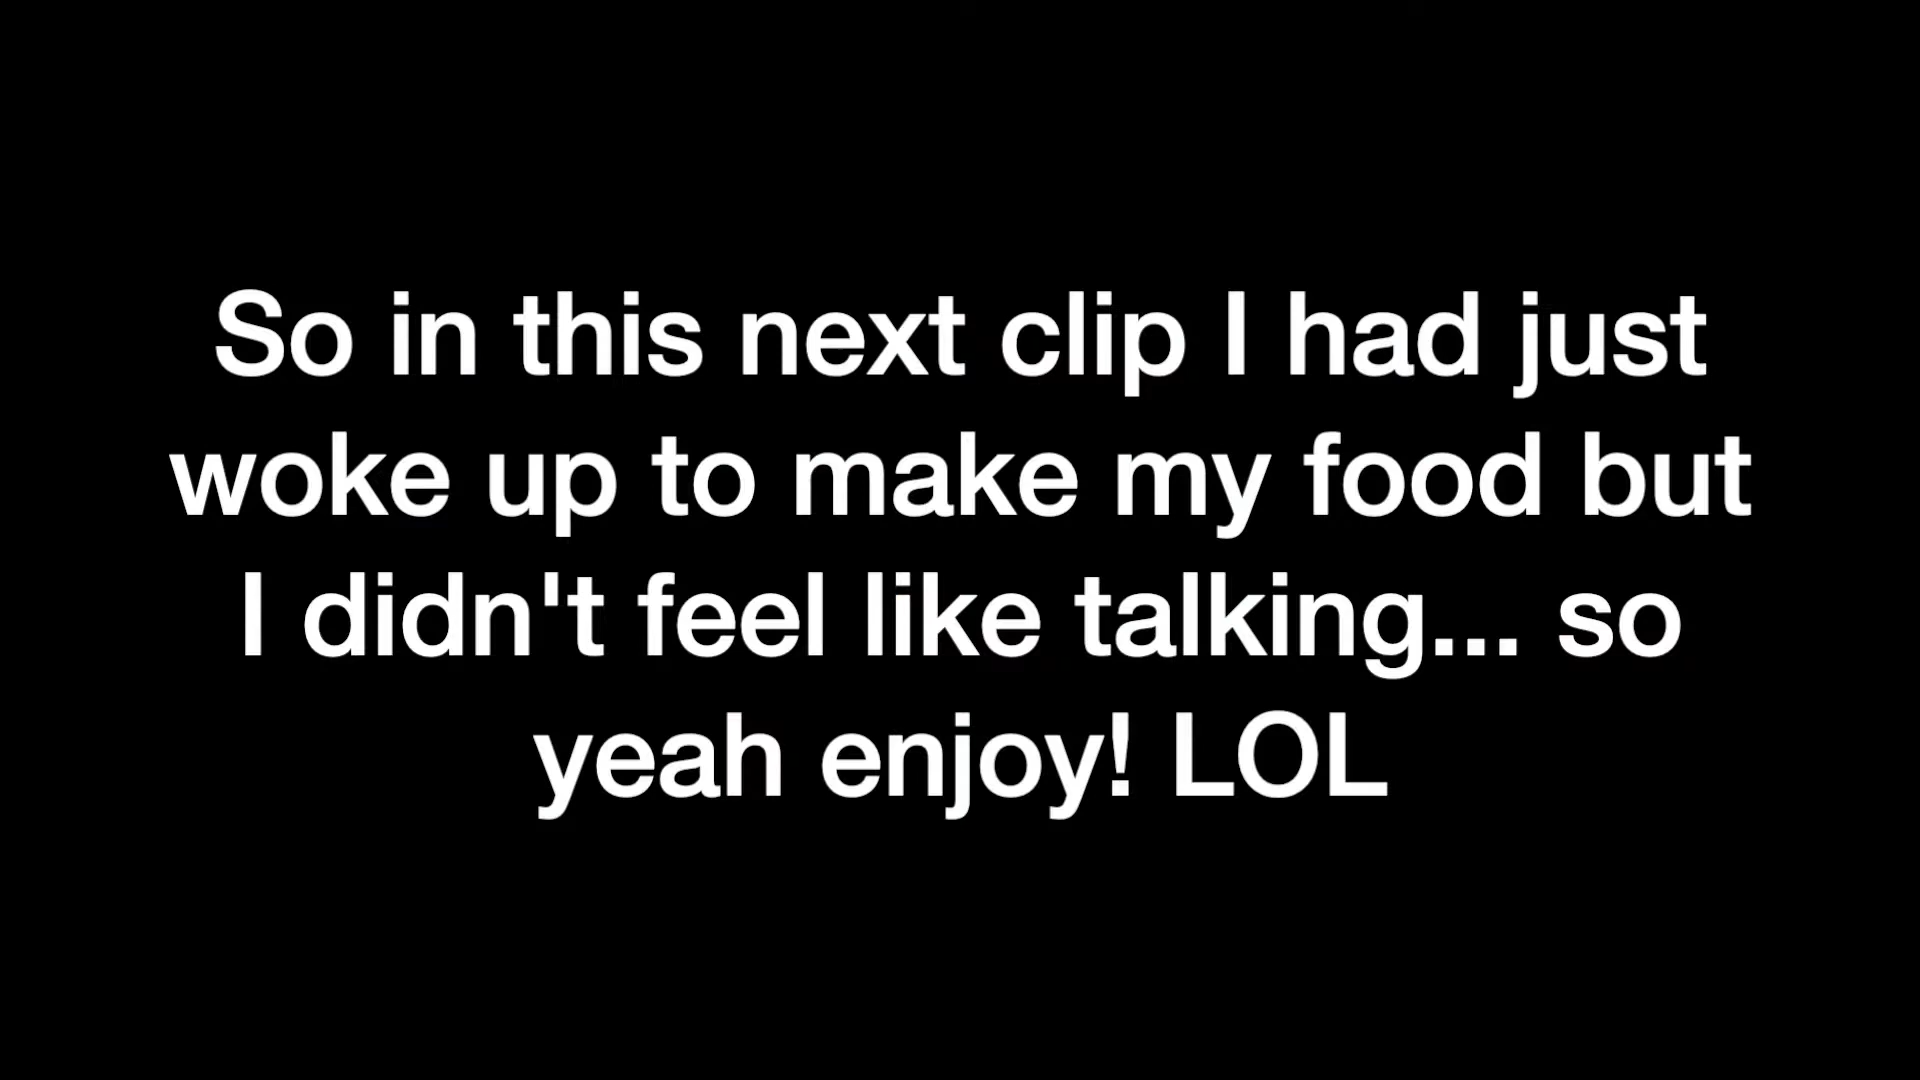 So in this next clip I had just
woke up to make my food but
I didn't feel like talking... so
yeah enjoy! LOL